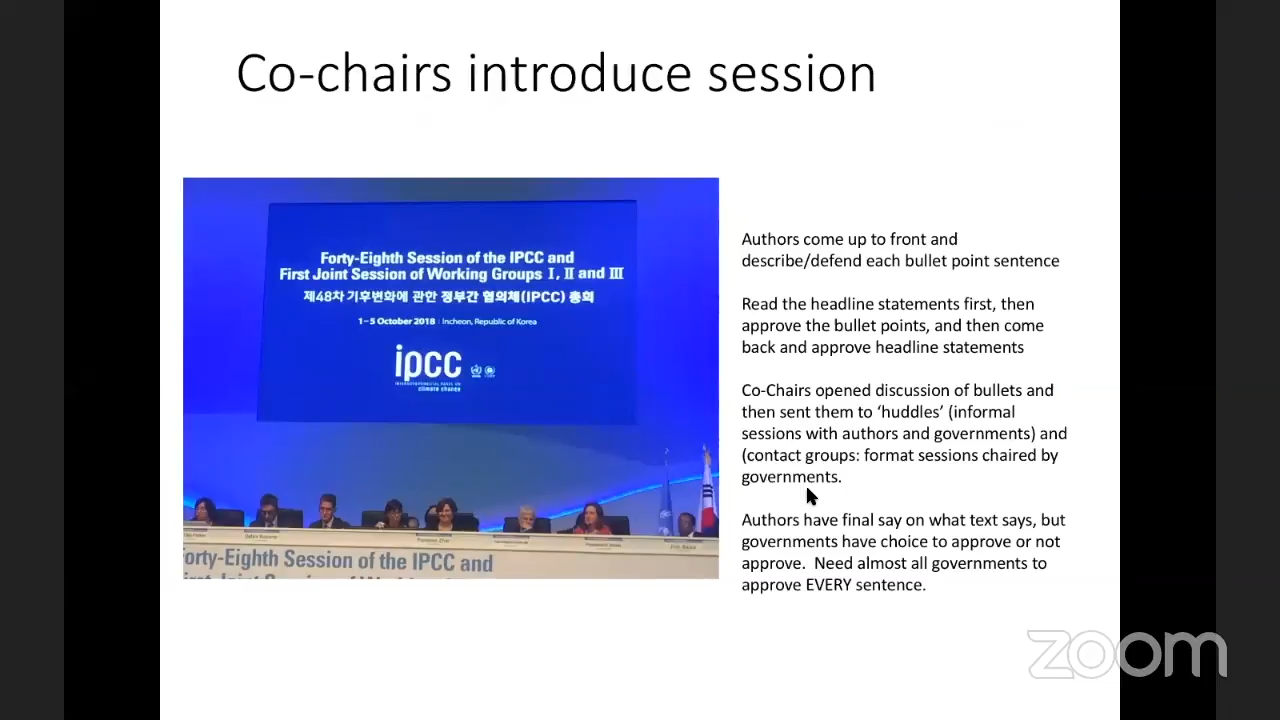 Co-chairs introduce session
Forty-Eighth Session of the IPCC and
First Joint Session of Working Groups I, II and III
제48차 기후변화에 관한 정부간 협의체(IPCC) 총회
1-5 October 2018 | Incheon, Republic of Korea
ipcc
INTERGOVERNMENTAL PANEL ON
climate change
Forty-Eighth Session of the IPCC and
Authors come up to front and
describe/defend each bullet point sentence
Read the headline statements first, then
approve the bullet points, and then come
back and approve headline statements
Co-Chairs opened discussion of bullets and
then sent them to ‘huddles’ (informal
sessions with authors and governments) and
(contact groups: format sessions chaired by
governments.
Authors have final say on what text says, but
governments have choice to approve or not
approve.  Need almost all governments to
approve EVERY sentence.
zoom